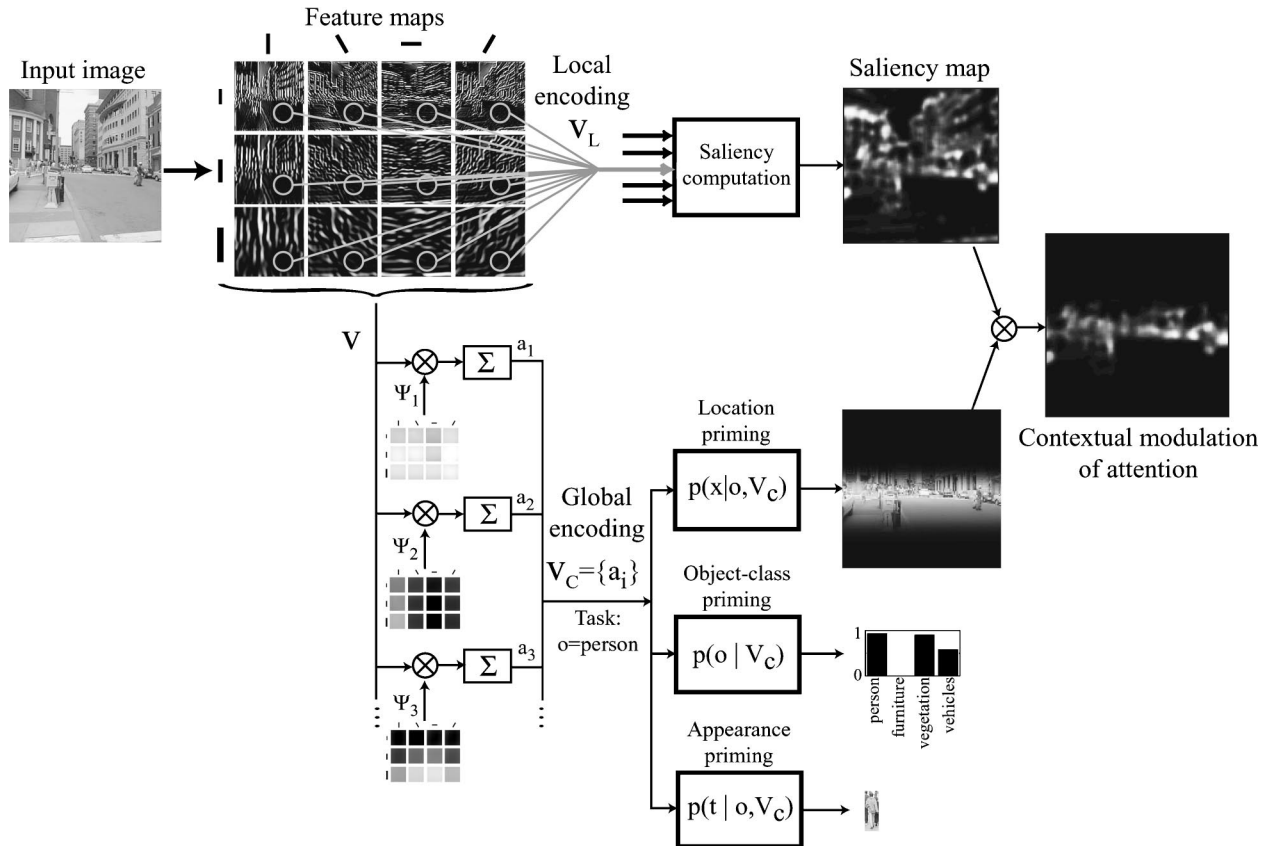 Feature maps
Input image
Local
encoding
V_L
Saliency
computation
Saliency map
Contextual modulation
of attention
V
Ψ_1
Σ
a_1
Ψ_2
Σ
a_2
Ψ_3
Σ
a_3
Global
encoding
V_C={a_i}
Task:
o=person
Location
priming
p(x|o,V_C)
Object-class
priming
p(o | V_C)
1
0
person
furniture
vegetation
vehicles
Appearance
priming
p(t | o,V_C)